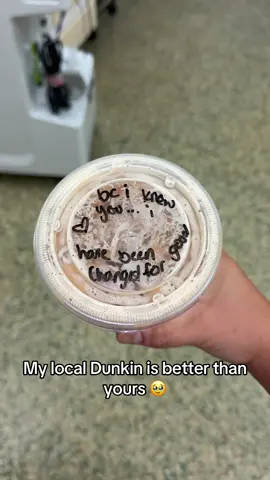 bc i knew
you... i
have been
changed for good
My local Dunkin is better than
yours 🥹